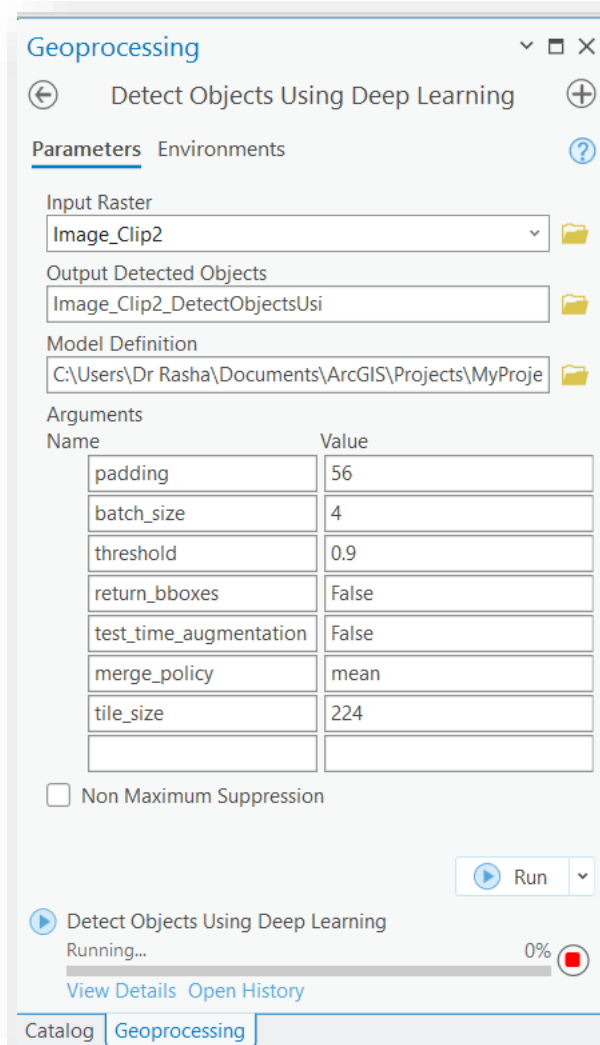 Geoprocessing
Detect Objects Using Deep Learning
Parameters Environments
Input Raster
Image_Clip2
Output Detected Objects
Image_Clip2_DetectObjectsUsi
Model Definition
C:\Users\Dr Rasha\Documents\ArcGIS\Projects\MyProje
Arguments
Name Value
padding 56
batch_size 4
threshold 0.9
return_bboxes False
test_time_augmentation False
merge_policy mean
tile_size 224
Non Maximum Suppression
Run
Detect Objects Using Deep Learning
Running... 0%
View Details Open History
Catalog Geoprocessing